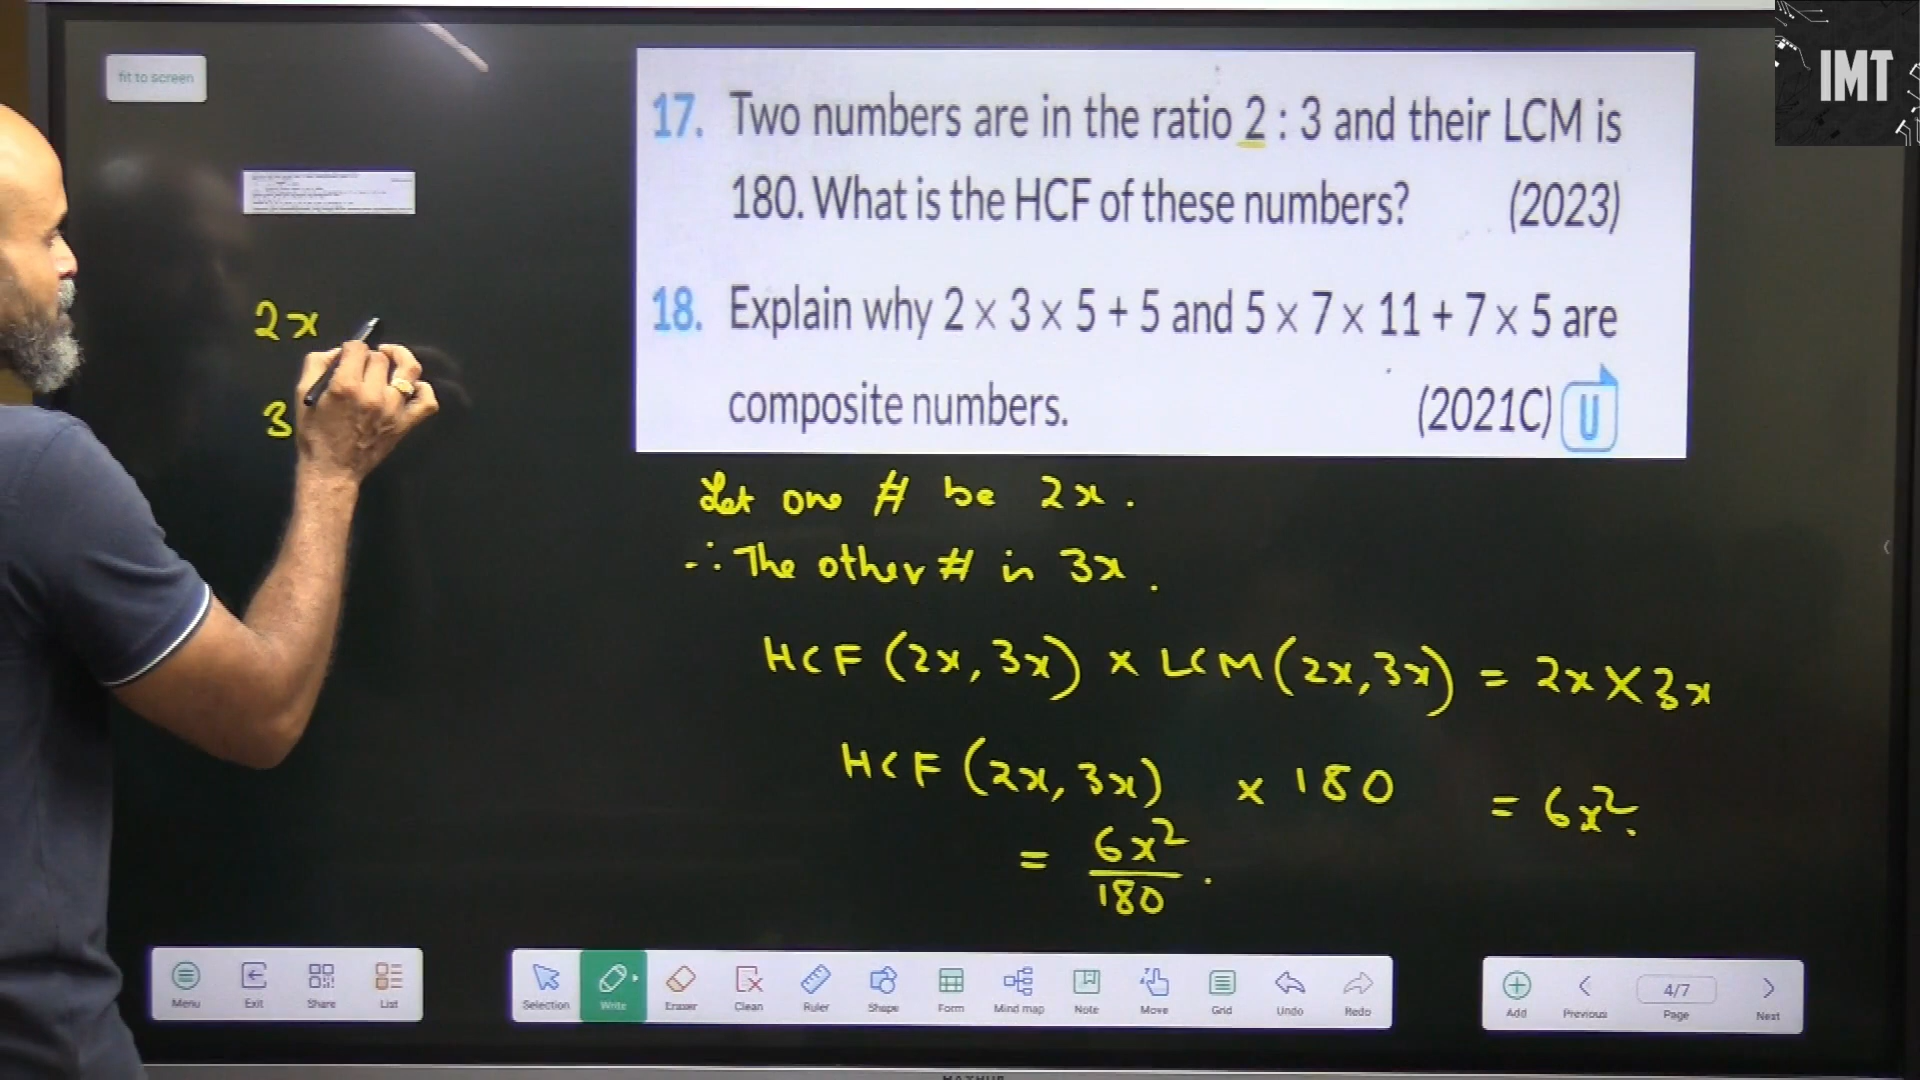 IMT
fit to screen
17. Two numbers are in the ratio 2 : 3 and their LCM is
180. What is the HCF of these numbers? (2023)
18. Explain why 2 × 3 × 5 + 5 and 5 × 7 × 11 + 7 × 5 are
composite numbers. (2021C) U
2x
3
Let one # be 2x.
∴ The other # is 3x.
HCF (2x, 3x) × LCM (2x, 3x) = 2x × 3x
HCF (2x, 3x) × 180 = 6x².
= 6x²/180.
Menu Exit Share List
Selection Write Eraser Clean Ruler Shape Form Mind map Note Move Grid Undo Redo
Add Previous 4/7 Page Next